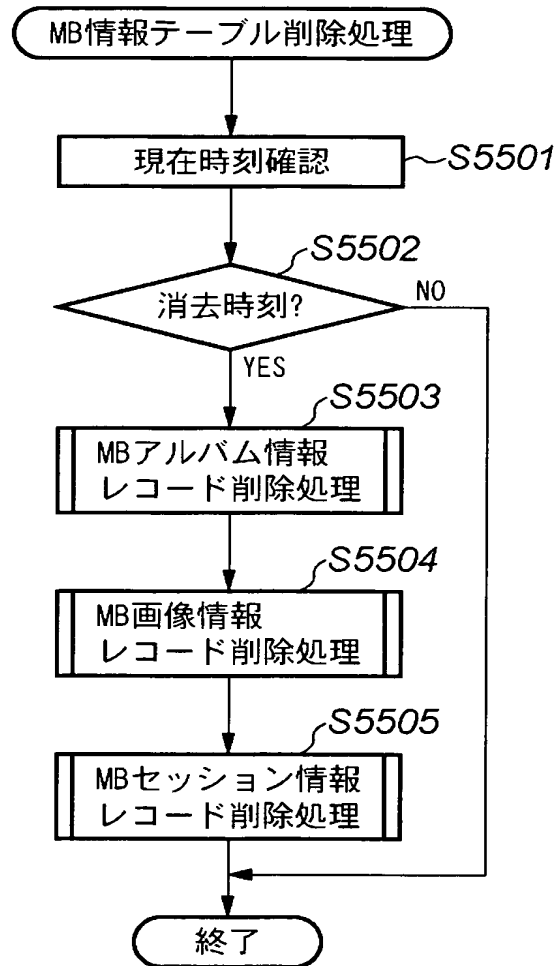 MB情報テーブル削除処理
現在時刻確認
S5501
S5502
消去時刻?
NO
YES
S5503
MBアルバム情報
レコード削除処理
S5504
MB画像情報
レコード削除処理
S5505
MBセッション情報
レコード削除処理
終了